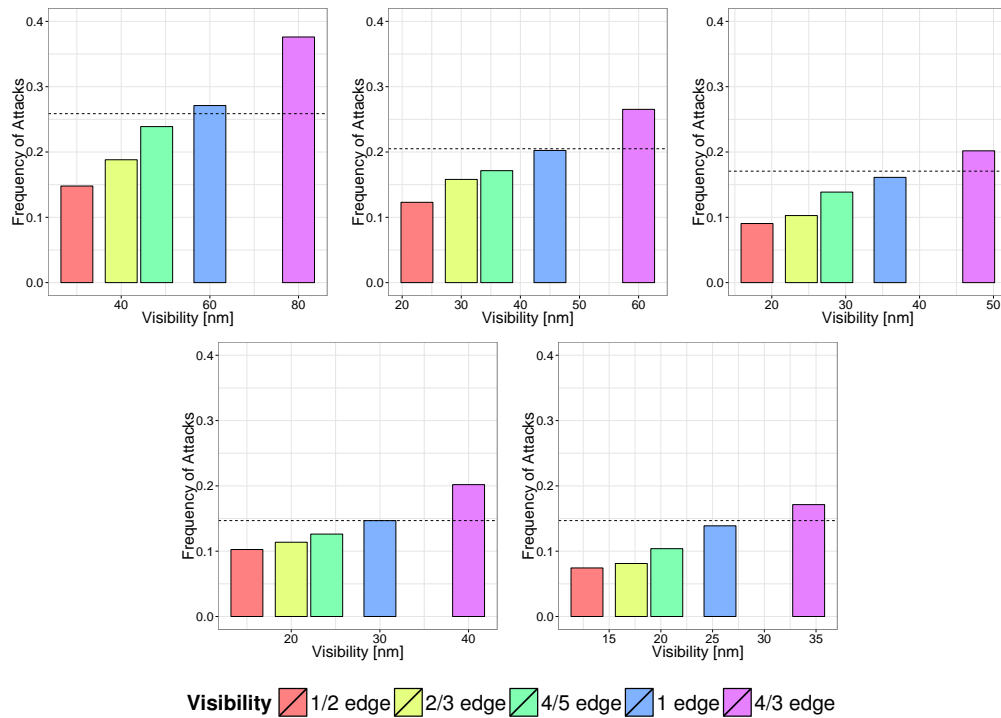 0.4
0.3
0.2
0.1
0.0
Frequency of Attacks
40 60 80
Visibility [nm]
0.4
0.3
0.2
0.1
0.0
Frequency of Attacks
20 30 40 50 60
Visibility [nm]
0.4
0.3
0.2
0.1
0.0
Frequency of Attacks
20 30 40 50
Visibility [nm]
0.4
0.3
0.2
0.1
0.0
Frequency of Attacks
20 30 40
Visibility [nm]
0.4
0.3
0.2
0.1
0.0
Frequency of Attacks
15 20 25 30 35
Visibility [nm]
Visibility 1/2 edge 2/3 edge 4/5 edge 1 edge 4/3 edge